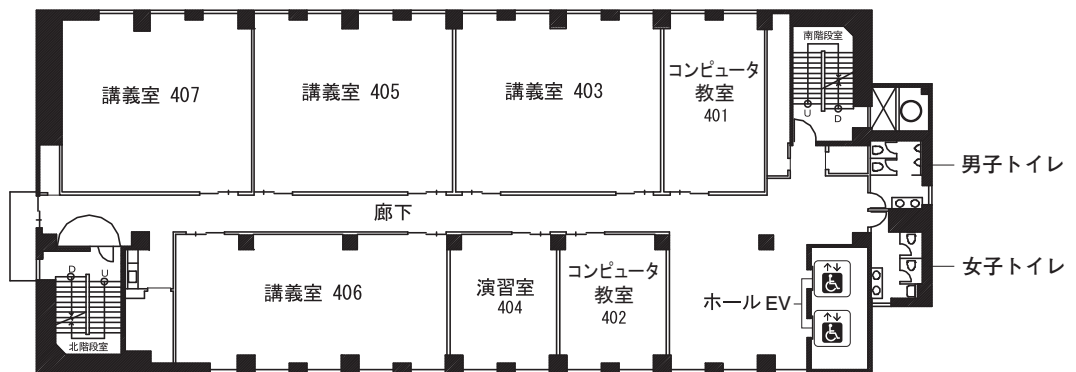 南階段室
U
D
講義室 407
講義室 405
講義室 403
コンピュータ
教室
401
男子トイレ
廊下
女子トイレ
D
U
北階段室
講義室 406
演習室
404
コンピュータ
教室
402
ホール EV